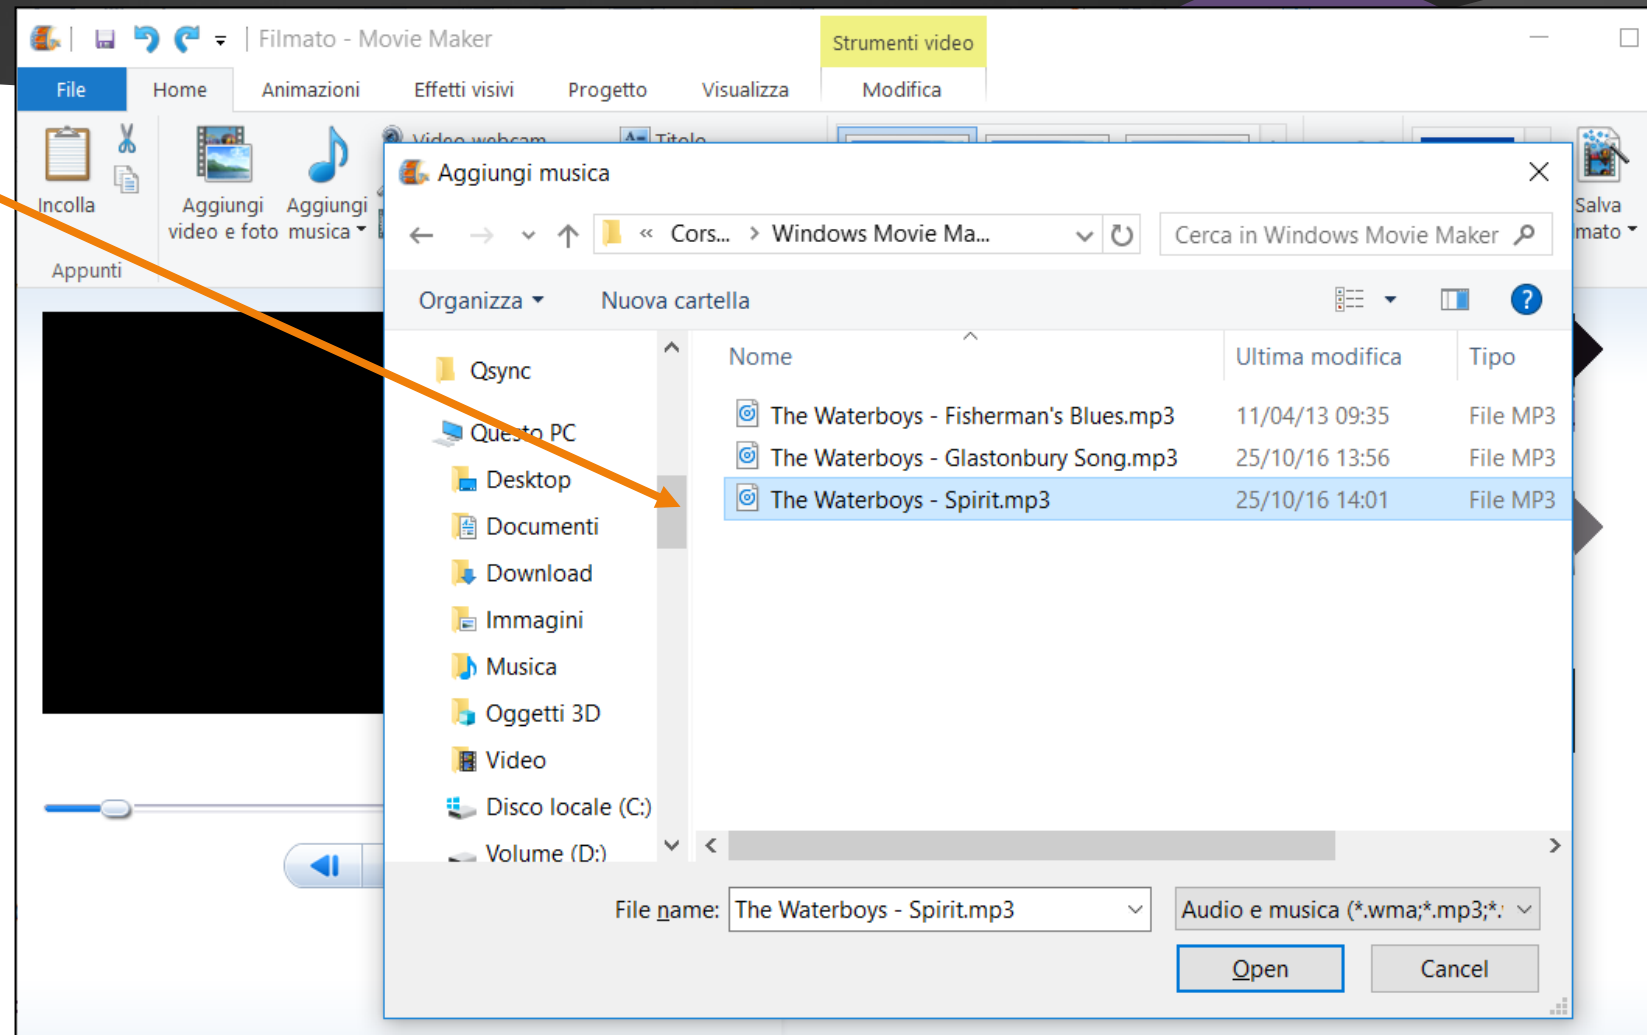 Filmato - Movie Maker
Strumenti video
File Home Animazioni Effetti visivi Progetto Visualizza Modifica
Video webcam Titolo
Incolla
Aggiungi video e foto
Aggiungi musica
Salva
mato
Appunti
Aggiungi musica
« Cors... > Windows Movie Ma...
Cerca in Windows Movie Maker
Organizza Nuova cartella
?
Nome Ultima modifica Tipo
Qsync
Questo PC
Desktop
Documenti
Download
Immagini
Musica
Oggetti 3D
Video
Disco locale (C:)
Volume (D:)
The Waterboys - Fisherman's Blues.mp3 11/04/13 09:35 File MP3
The Waterboys - Glastonbury Song.mp3 25/10/16 13:56 File MP3
The Waterboys - Spirit.mp3 25/10/16 14:01 File MP3
File name: The Waterboys - Spirit.mp3
Audio e musica (*.wma;*.mp3;*.
Open Cancel